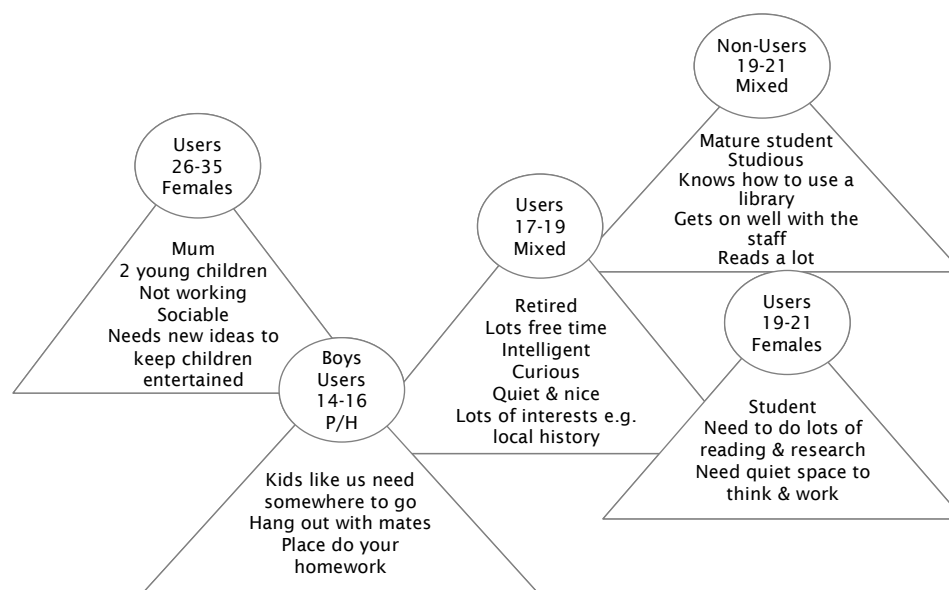 Non-Users
19-21
Mixed
Mature student
Studious
Knows how to use a
library
Gets on well with the
staff
Reads a lot
Users
26-35
Females
Mum
2 young children
Not working
Sociable
Needs new ideas to
keep children
entertained
Users
17-19
Mixed
Retired
Lots free time
Intelligent
Curious
Quiet & nice
Lots of interests e.g.
local history
Users
19-21
Females
Student
Need to do lots of
reading & research
Need quiet space to
think & work
Boys
Users
14-16
P/H
Kids like us need
somewhere to go
Hang out with mates
Place do your
homework